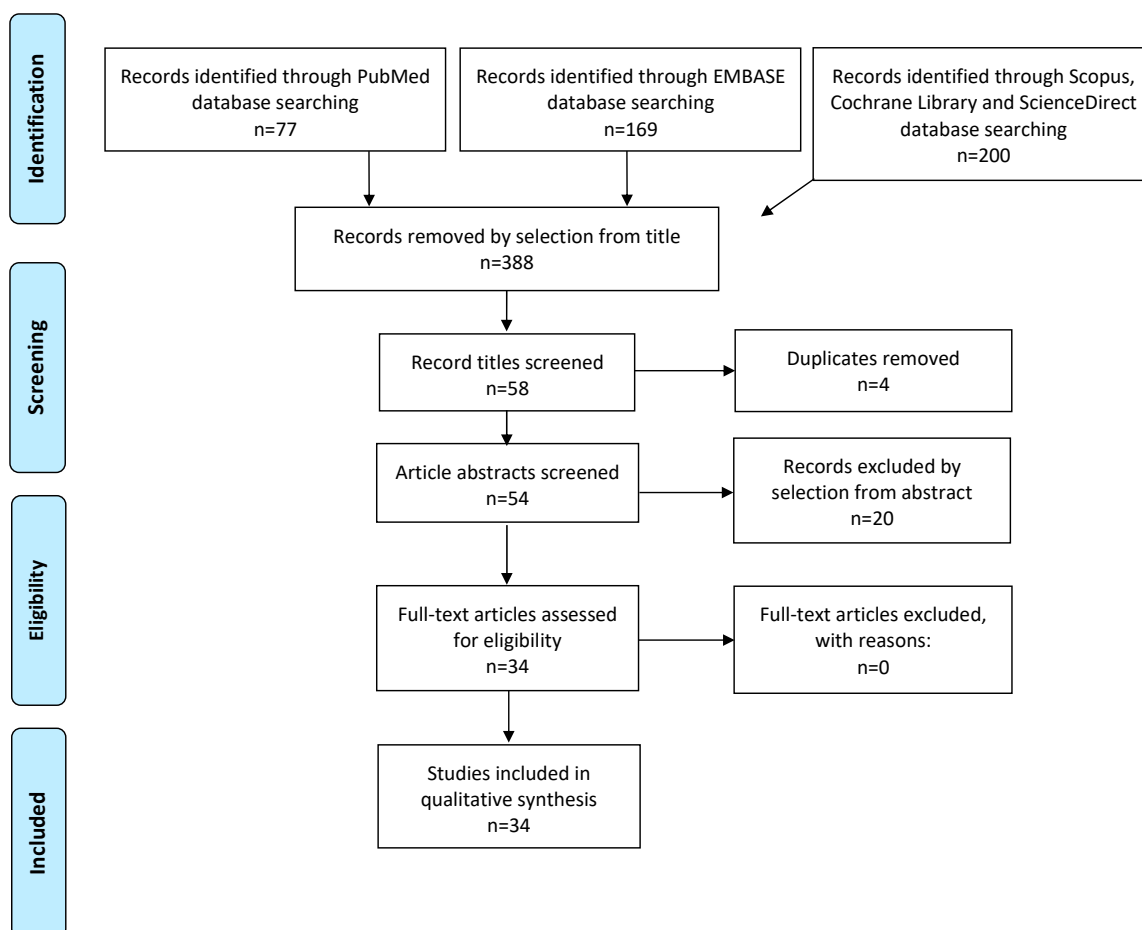 Identification
Records identified through PubMed
database searching
n=77
Records identified through EMBASE
database searching
n=169
Records identified through Scopus,
Cochrane Library and ScienceDirect
database searching
n=200
Records removed by selection from title
n=388
Screening
Record titles screened
n=58
Duplicates removed
n=4
Article abstracts screened
n=54
Records excluded by
selection from abstract
n=20
Eligibility
Full-text articles assessed
for eligibility
n=34
Full-text articles excluded,
with reasons:
n=0
Included
Studies included in
qualitative synthesis
n=34